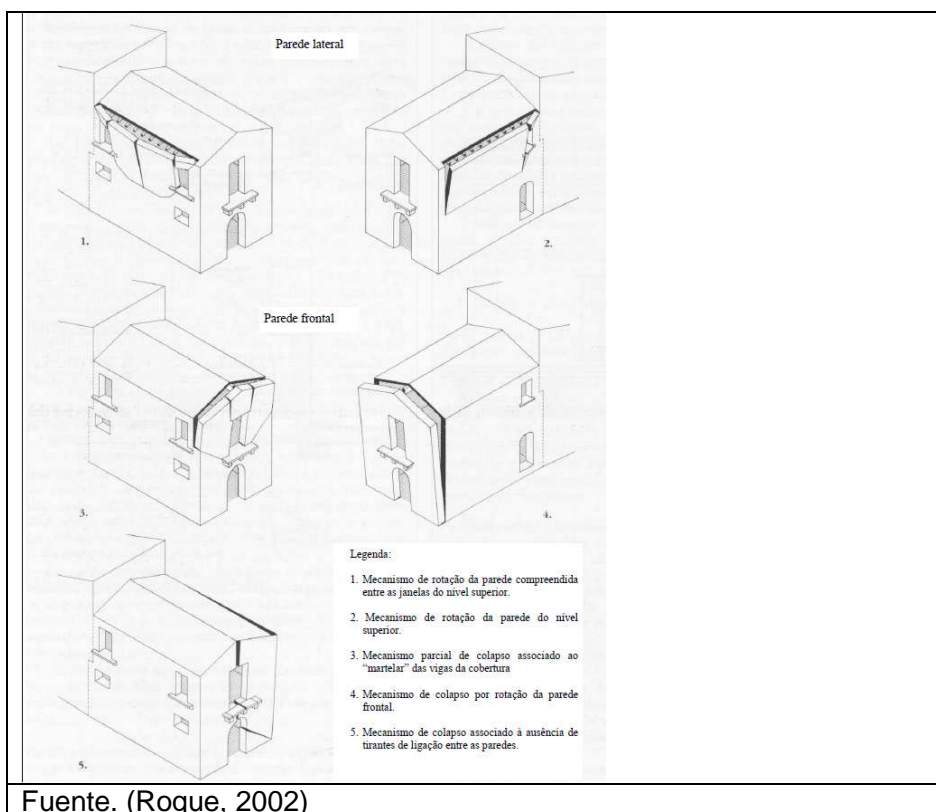 Parede lateral
1.
2.
Parede frontal
3.
4.
Legenda:
1. Mecanismo de rotação da parede compreendida
entre as janelas do nível superior.
2. Mecanismo de rotação da parede do nível
superior.
3. Mecanismo parcial de colapso associado ao
“martelar” das vigas da cobertura
4. Mecanismo de colapso por rotação da parede
frontal.
5. Mecanismo de colapso associado à ausência de
tirantes de ligação entre as paredes.
5.
Fuente. (Roque, 2002)